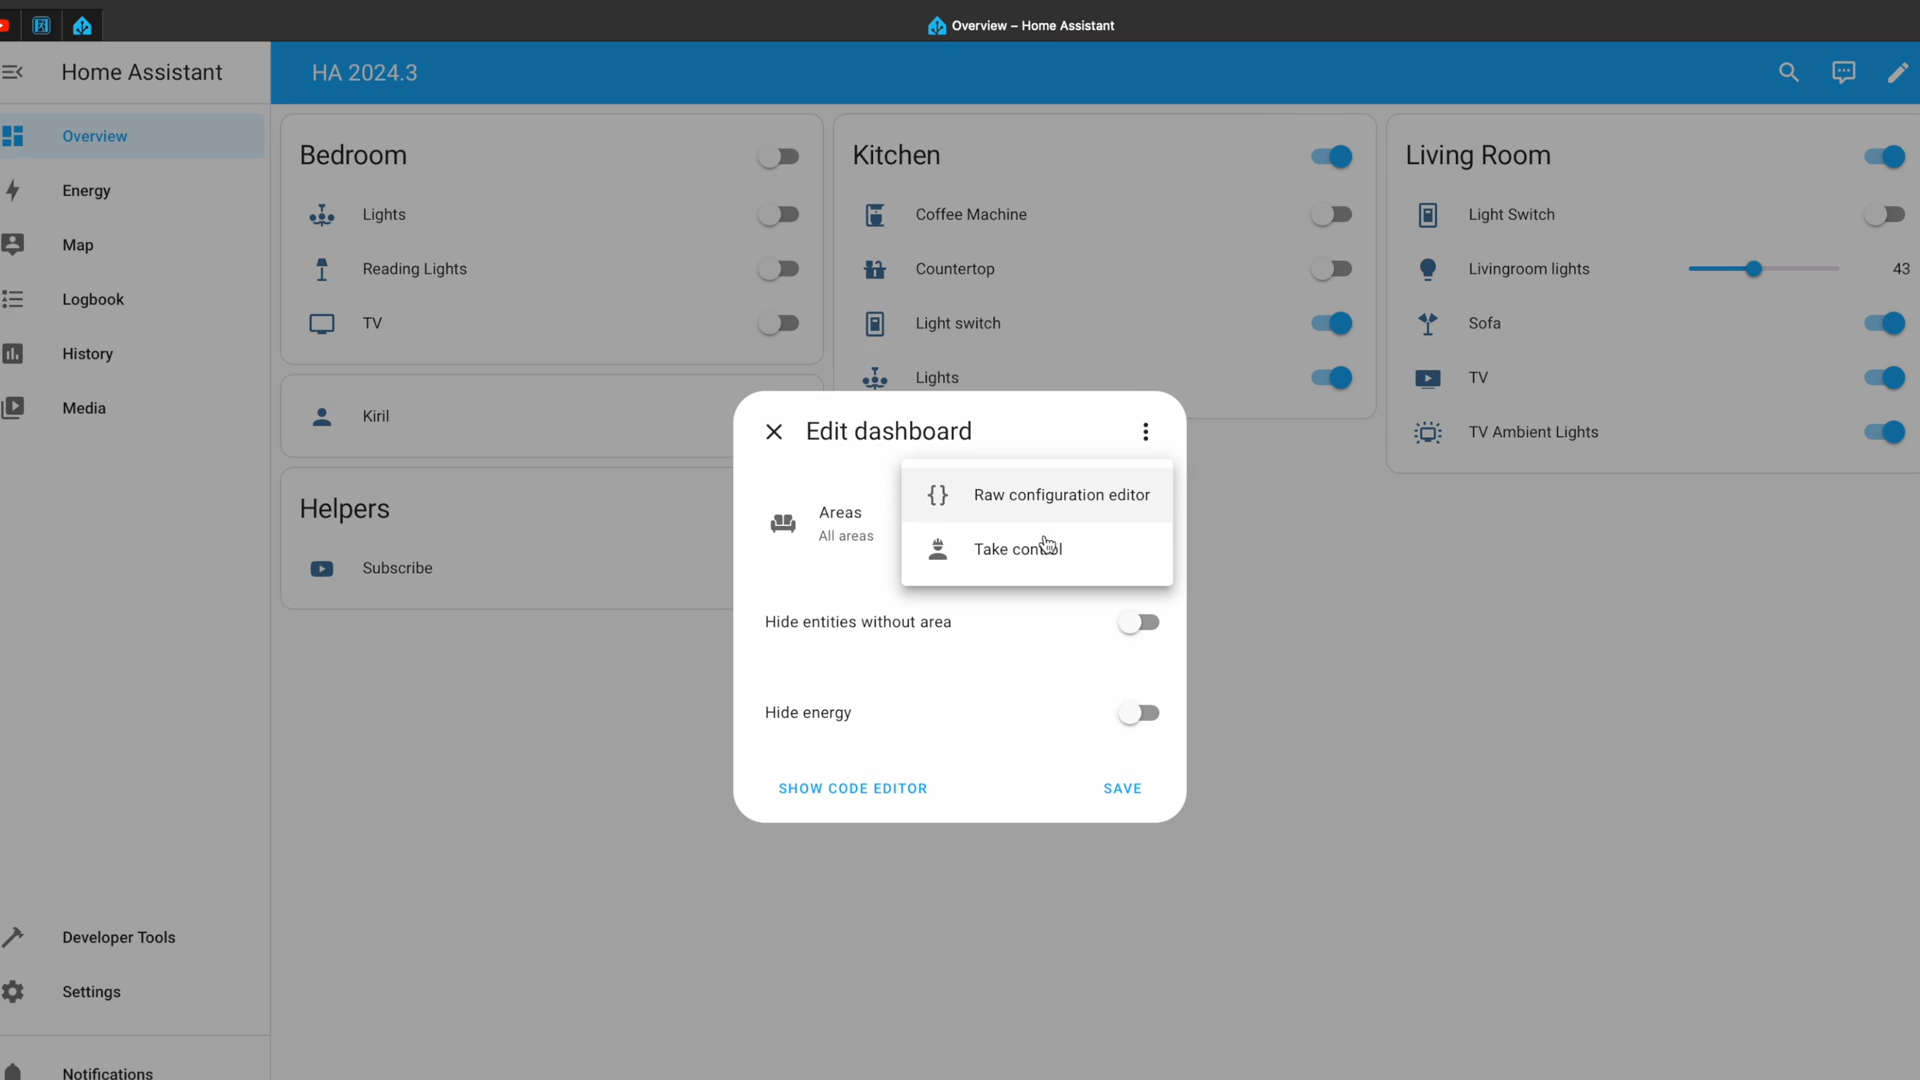 Overview – Home Assistant
Home Assistant
HA 2024.3
Overview
Energy
Map
Logbook
History
Media
Developer Tools
Settings
Notifications
Bedroom
Lights
Reading Lights
TV
Kiril
Helpers
Subscribe
Kitchen
Coffee Machine
Countertop
Light switch
Lights
Living Room
Light Switch
Livingroom lights 43
Sofa
TV
TV Ambient Lights
Edit dashboard
Raw configuration editor
Take control
Areas
All areas
Hide entities without area
Hide energy
SHOW CODE EDITOR SAVE